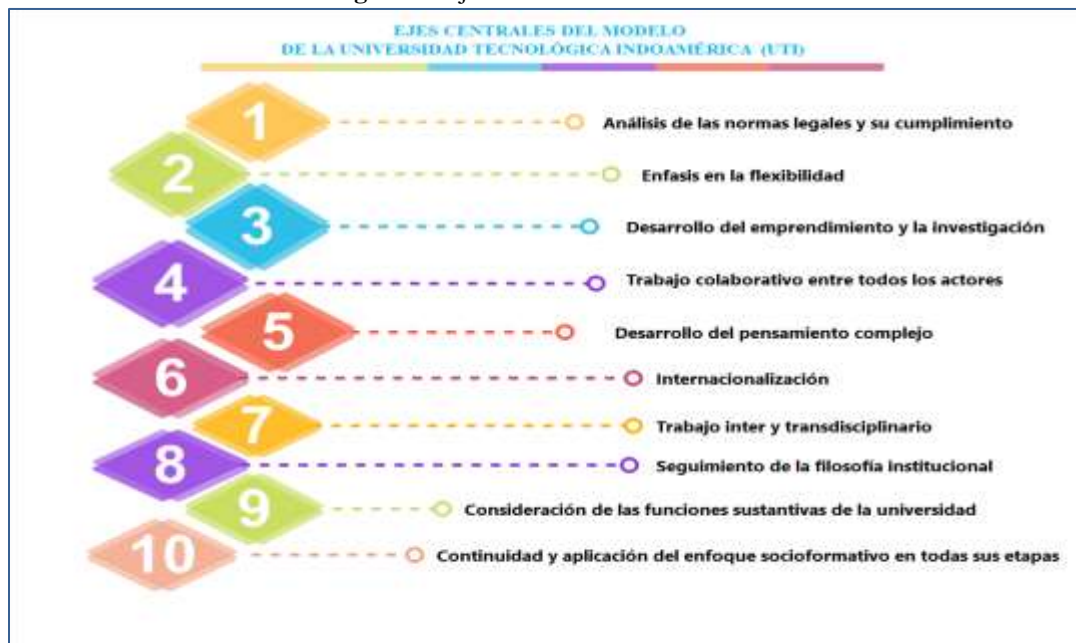 EJES CENTRALES DEL MODELO
DE LA UNIVERSIDAD TECNOLÓGICA INDOAMÉRICA (UTI)
1 Análisis de las normas legales y su cumplimiento
2 Enfasis en la flexibilidad
3 Desarrollo del emprendimiento y la investigación
4 Trabajo colaborativo entre todos los actores
5 Desarrollo del pensamiento complejo
6 Internacionalización
7 Trabajo inter y transdisciplinario
8 Seguimiento de la filosofía institucional
9 Consideración de las funciones sustantivas de la universidad
10 Continuidad y aplicación del enfoque socioformativo en todas sus etapas